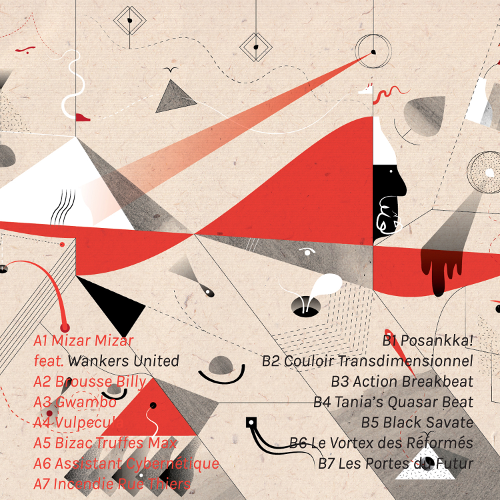 A1 Mizar Mizar
feat. Wankers United
A2 Brousse Billy
A3 Gwambo
A4
A5 Bizac Truffes Max
A6 Assistant Cybernétique
A7 Incendie Rue Thiers
B1 Posankka!
B2 Couloir Transdimensionnel
B3 Action Breakbeat
B4 Tania's Quasar Beat
B5 Black Savate
B6 Le Vortex des Réformés
B7 Les Portes du Futur